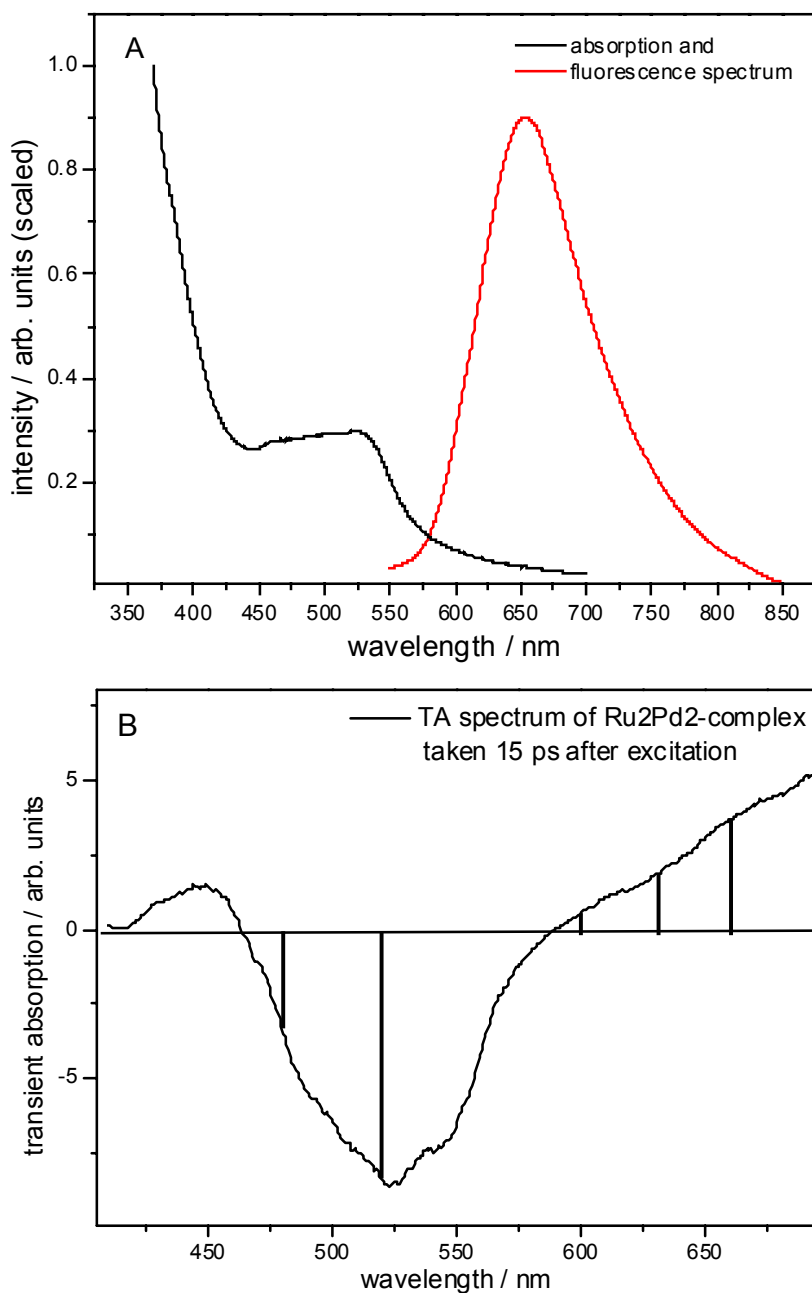 A
absorption and
fluorescence spectrum
1.0
0.8
0.6
0.4
0.2
intensity / arb. units (scaled)
350 400 450 500 550 600 650 700 750 800 850
wavelength / nm
B
TA spectrum of Ru2Pd2-complex
taken 15 ps after excitation
5
0
-5
transient absorption / arb. units
450 500 550 600 650
wavelength / nm